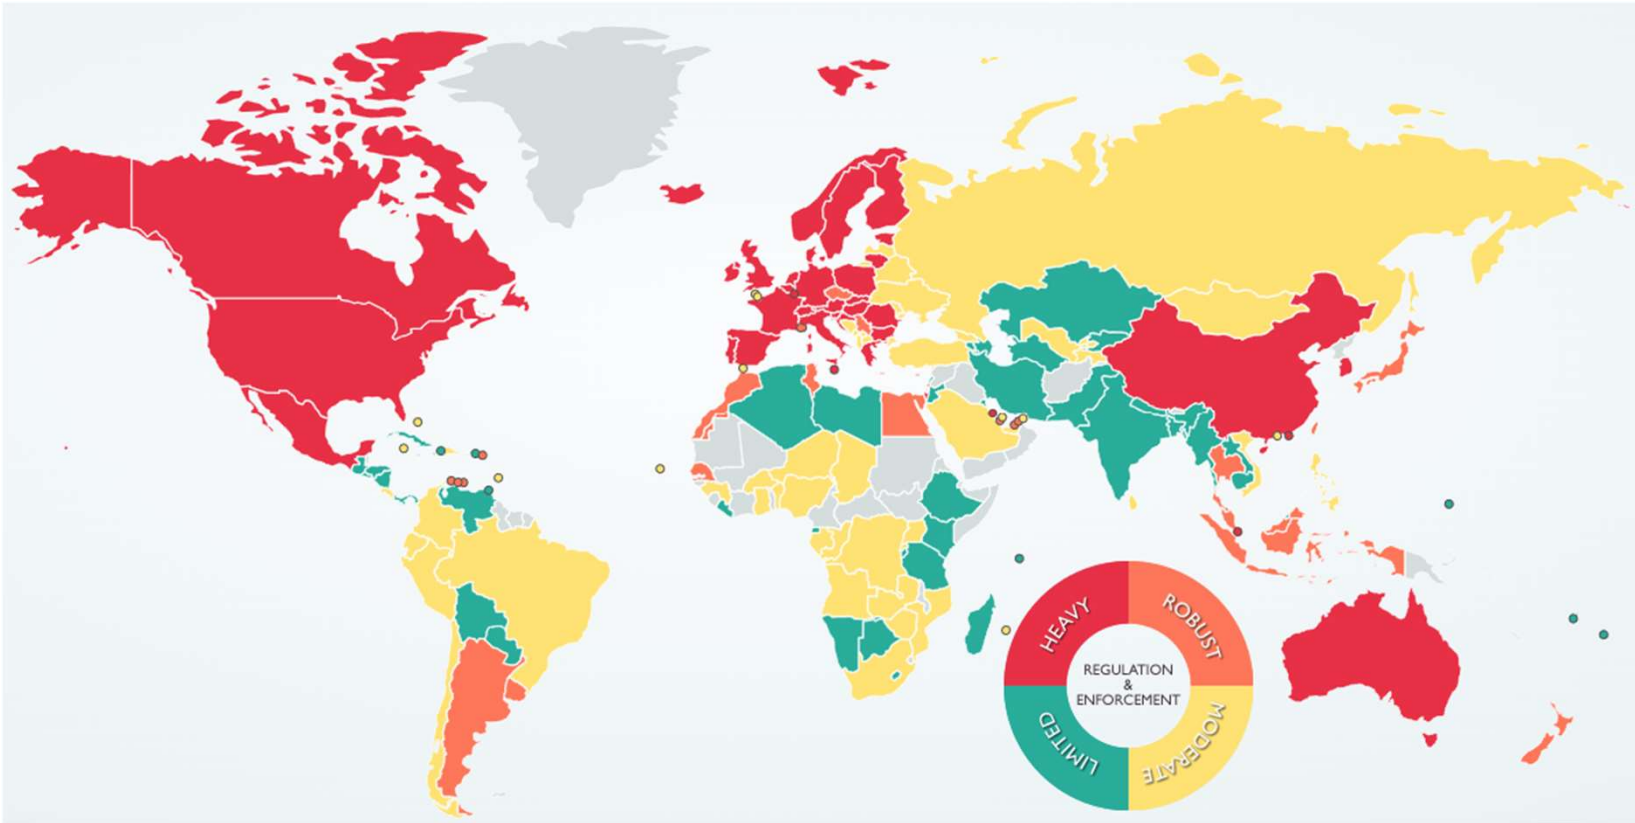 HEAVY
ROBUST
REGULATION
&
ENFORCEMENT
LIMITED
MODERATE